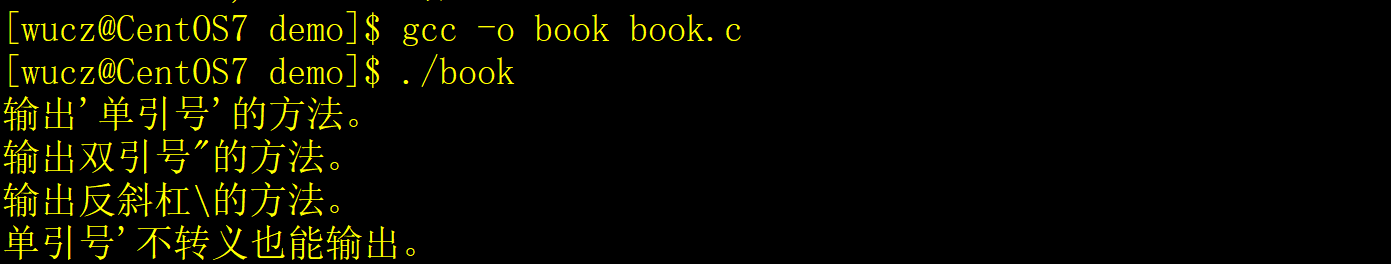 [wucz@CentOS7 demo]$ gcc -o book book.c
[wucz@CentOS7 demo]$ ./book
输出'单引号'的方法。
输出双引号"的方法。
输出反斜杠\的方法。
单引号'不转义也能输出。